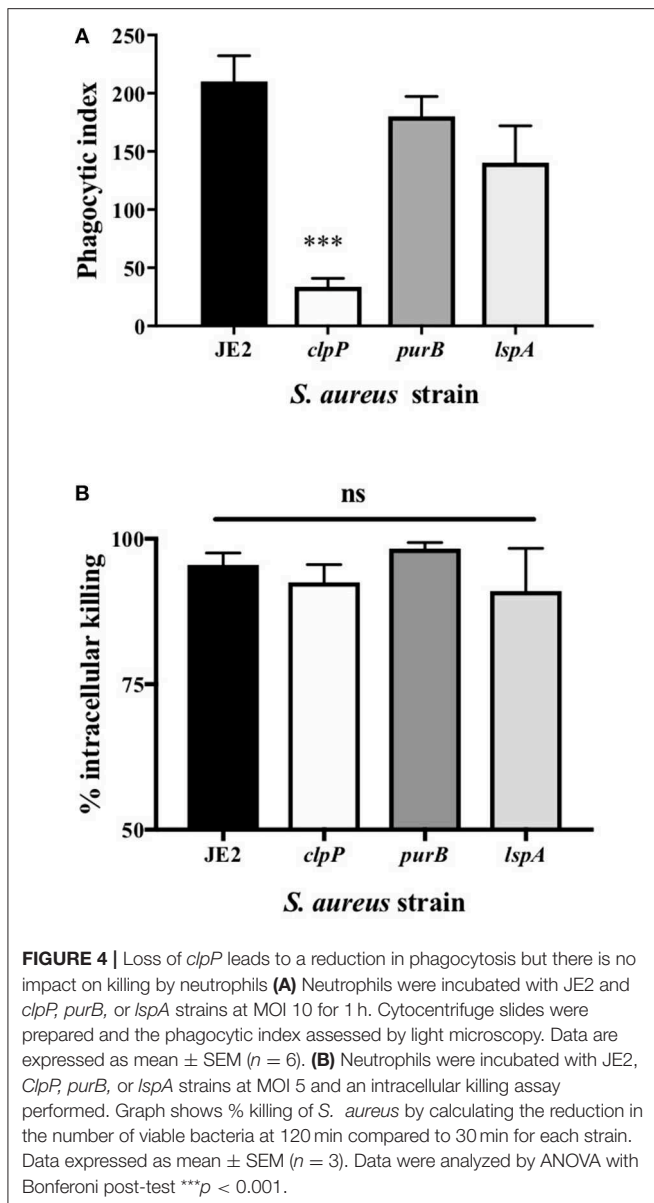 A
250
200
150
100
50
0
Phagocytic index
***
JE2 clpP purB lspA
S. aureus strain
B
ns
100
75
50
% intracellular killing
JE2 clpP purB lspA
S. aureus strain
FIGURE 4 | Loss of clpP leads to a reduction in phagocytosis but there is no
impact on killing by neutrophils (A) Neutrophils were incubated with JE2 and
clpP, purB, or lspA strains at MOI 10 for 1 h. Cytocentrifuge slides were
prepared and the phagocytic index assessed by light microscopy. Data are
expressed as mean ± SEM (n = 6). (B) Neutrophils were incubated with JE2,
ClpP, purB, or lspA strains at MOI 5 and an intracellular killing assay
performed. Graph shows % killing of S. aureus by calculating the reduction in
the number of viable bacteria at 120 min compared to 30 min for each strain.
Data expressed as mean ± SEM (n = 3). Data were analyzed by ANOVA with
Bonferoni post-test ***p < 0.001.